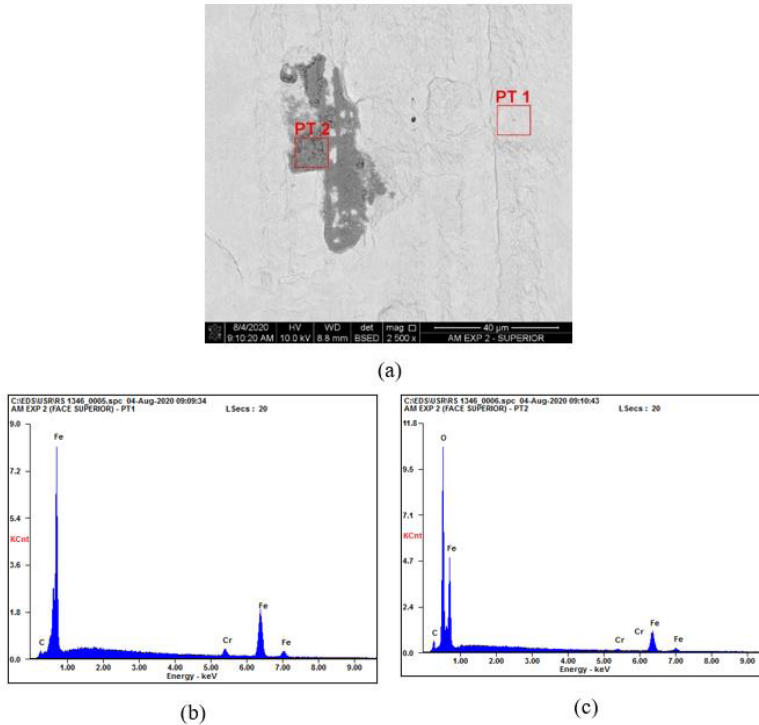 PT 1
PT 2
8/4/2020 HV WD det mag □ 40 µm
9:10:20 AM 10.0 kV 8.8 mm BSED 2 500 x AM EXP 2 - SUPERIOR
(a)
C:\EDS\USR\RS 1346_0005.spc 04-Aug-2020 09:09:34
AM EXP 2 (FACE SUPERIOR) - PT1 LSecs : 20
9.0
7.2
5.4
KCnt
3.6
1.8
0.0
Fe
C
Cr
Fe
Fe
1.00 2.00 3.00 4.00 5.00 6.00 7.00 8.00 9.00
Energy - keV
(b)
C:\EDS\USR\RS 1346_0006.spc 04-Aug-2020 09:10:43
AM EXP 2 (FACE SUPERIOR) - PT2 LSecs : 20
11.8
9.5
7.1
KCnt
4.7
2.4
0.0
O
Fe
C
Cr
Cr
Fe
Fe
1.00 2.00 3.00 4.00 5.00 6.00 7.00 8.00 9.00
Energy - keV
(c)